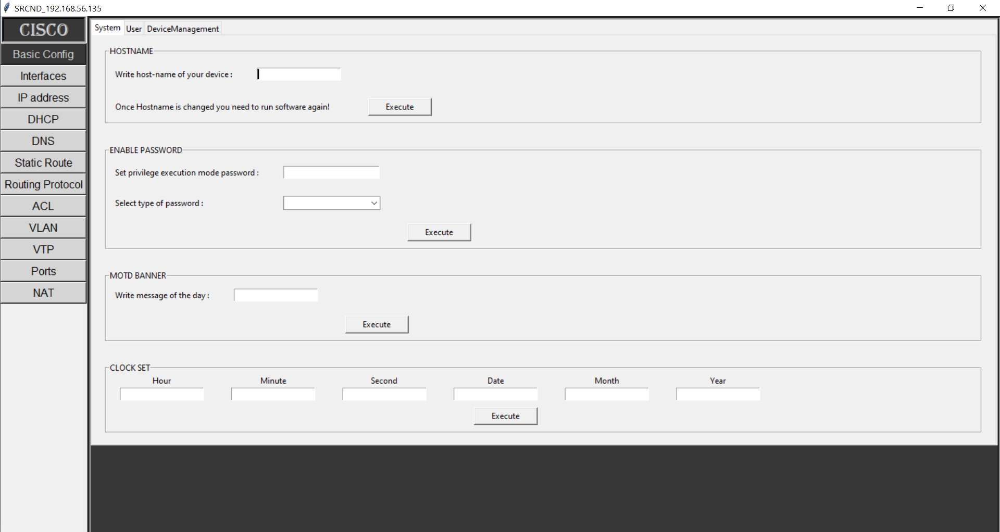 SRCND_192.168.56.135
CISCO
Basic Config
Interfaces
IP address
DHCP
DNS
Static Route
Routing Protocol
ACL
VLAN
VTP
Ports
NAT
System User DeviceManagement
HOSTNAME
Write host-name of your device :
Once Hostname is changed you need to run software again! Execute
ENABLE PASSWORD
Set privilege execution mode password :
Select type of password :
Execute
MOTD BANNER
Write message of the day :
Execute
CLOCK SET
Hour Minute Second Date Month Year
Execute